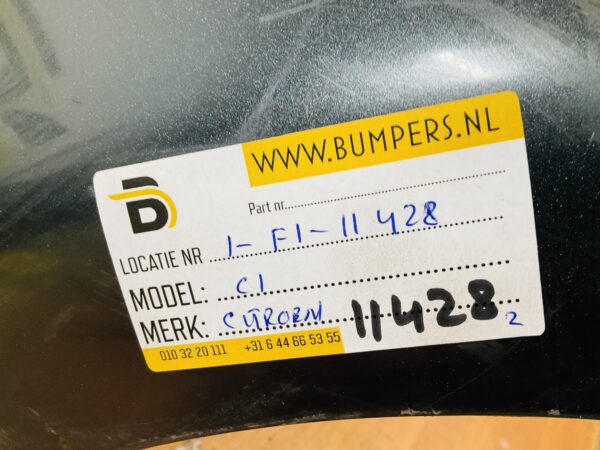 WWW.BUMPERS.NL
B
Part nr.
LOCATIE NR 1-F1-11428
MODEL: C1
MERK: CITROEN 11428 2
010 32 20 111 +31 6 44 66 53 55